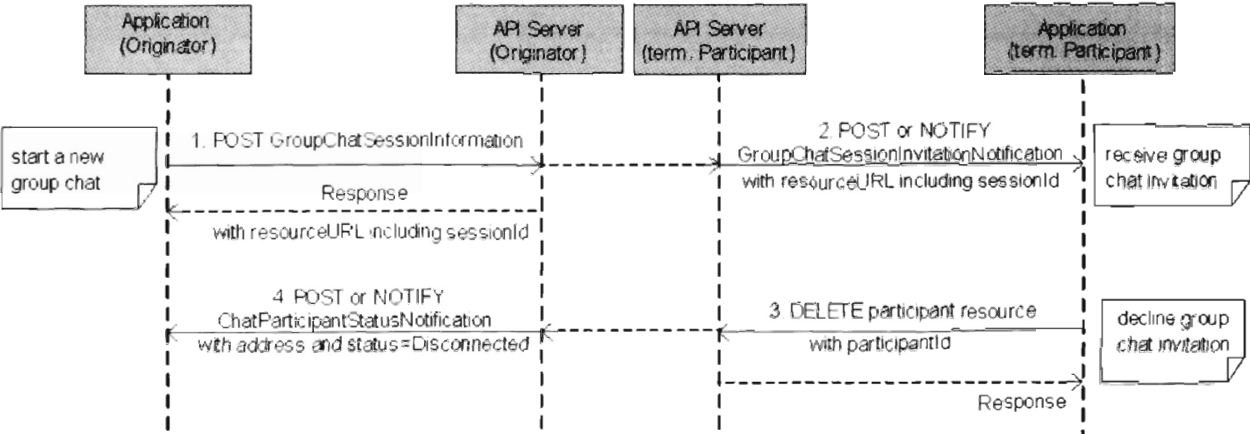 Application
(Originator)
API Server
(Originator)
API Server
(term. Participant)
Application
(term. Participant)
start a new
group chat
1. POST GroupChatSessionInformation
2. POST or NOTIFY
GroupChatSessionInvitationNotification
with resourceURL including sessionId
receive group
chat invitation
Response
with resourceURL including sessionId
4. POST or NOTIFY
ChatParticipantStatusNotification
with address and status=Disconnected
3. DELETE participant resource
with participantId
decline group
chat invitation
Response